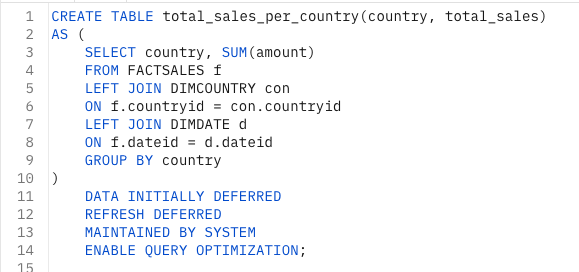 1 CREATE TABLE total_sales_per_country(country, total_sales)
2 AS (
3     SELECT country, SUM(amount)
4     FROM FACTSALES f
5     LEFT JOIN DIMCOUNTRY con
6     ON f.countryid = con.countryid
7     LEFT JOIN DIMDATE d
8     ON f.dateid = d.dateid
9     GROUP BY country
10 )
11     DATA INITIALLY DEFERRED
12     REFRESH DEFERRED
13     MAINTAINED BY SYSTEM
14     ENABLE QUERY OPTIMIZATION;
15